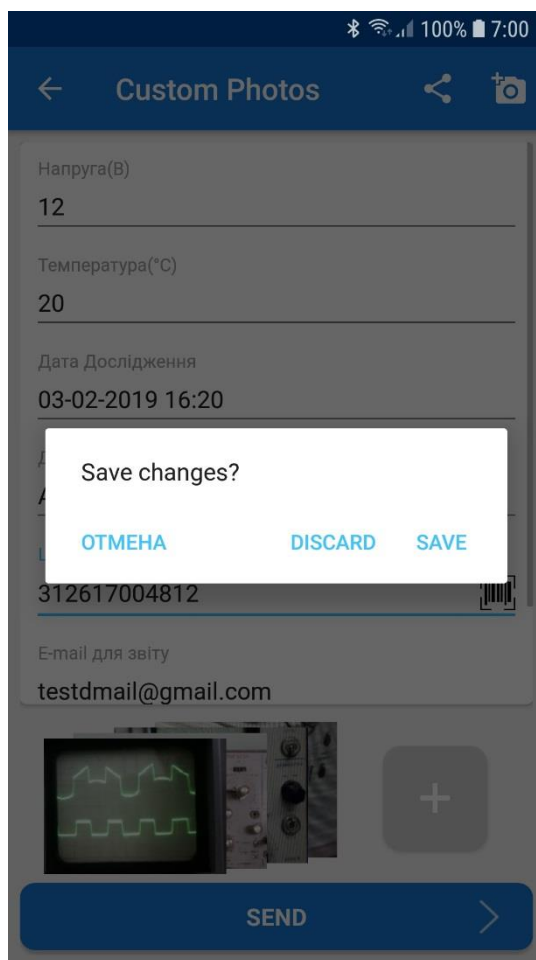 100% 7:00
Custom Photos
Напруга(В)
12
Температура(°C)
20
Дата Дослідження
03-02-2019 16:20
Save changes?
ОТМЕНА DISCARD SAVE
312617004812
E-mail для звіту
testdmail@gmail.com
SEND